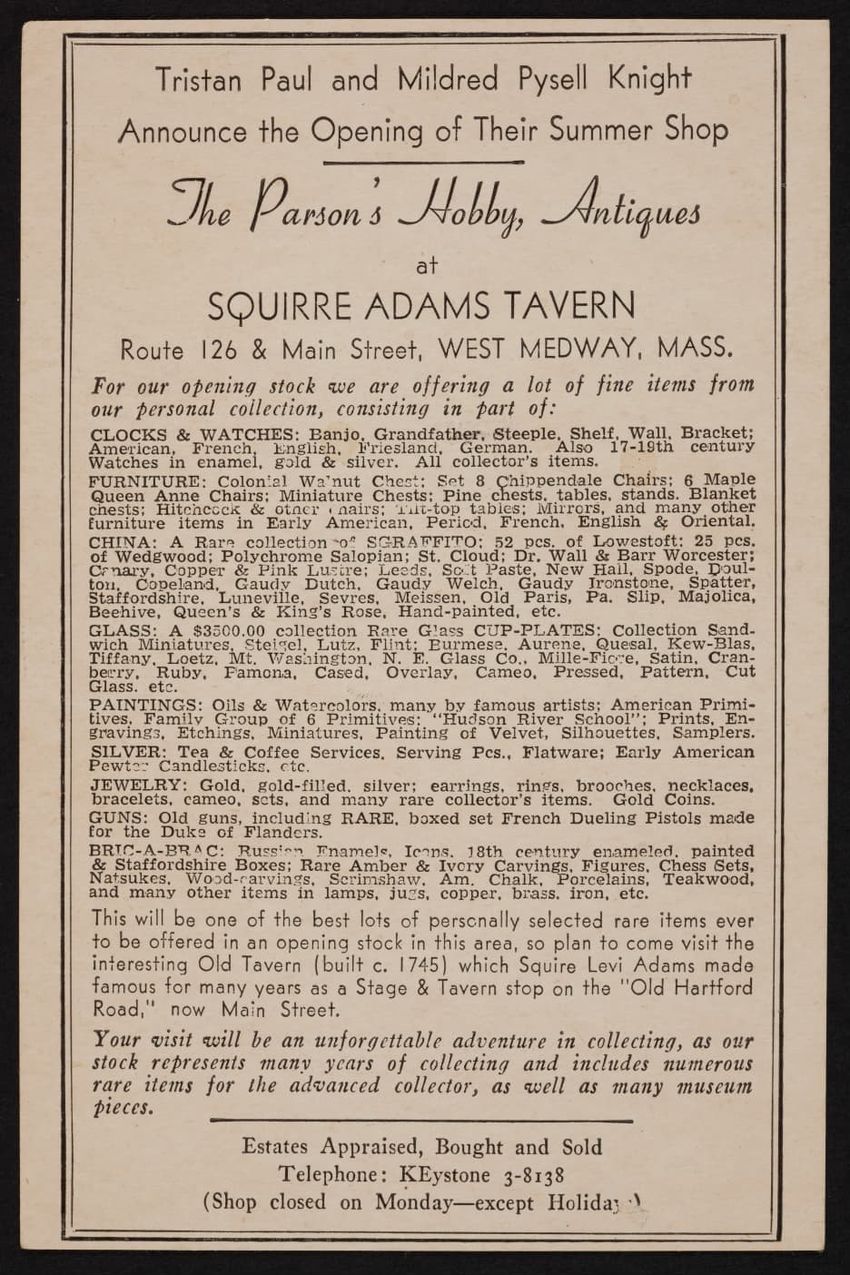 Tristan Paul and Mildred Pysell Knight
Announce the Opening of Their Summer Shop
The Parson's Hobby, Antiques
at
SQUIRRE ADAMS TAVERN
Route 126 & Main Street, WEST MEDWAY, MASS.
For our opening stock we are offering a lot of fine items from
our personal collection, consisting in part of:
CLOCKS & WATCHES: Banjo, Grandfather, Steeple, Shelf, Wall, Bracket;
American, French, English, Friesland, German. Also 17-19th century
Watches in enamel, gold & silver. All collector's items.
FURNITURE: Colonial Walnut Chest; Set 8 Chippendale Chairs; 6 Maple
Queen Anne Chairs; Miniature Chests; Pine chests, tables, stands. Blanket
chests; Hitchcock & other chairs; Tilt-top tables; Mirrors, and many other
furniture items in Early American, Period, French, English & Oriental.
CHINA: A Rare collection of SGRAFFITO; 52 pcs. of Lowestoft; 25 pcs.
of Wedgwood; Polychrome Salopian; St. Cloud; Dr. Wall & Barr Worcester;
Canary, Copper & Pink Lustre; Leeds, Soft Paste, New Hall, Spode, Doul-
ton, Copeland, Gaudy Dutch, Gaudy Welch, Gaudy Ironstone, Spatter,
Staffordshire, Luneville, Sevres, Meissen, Old Paris, Pa. Slip, Majolica,
Beehive, Queen's & King's Rose, Hand-painted, etc.
GLASS: A $3500.00 collection Rare Glass CUP-PLATES; Collection Sand-
wich Miniatures, Steigel, Lutz, Flint; Burmese, Aurene, Quesal, Kew-Blas,
Tiffany, Loetz, Mt. Washington, N. E. Glass Co., Mille-Fiore, Satin, Cran-
berry, Ruby, Pamona, Cased, Overlay, Cameo, Pressed, Pattern, Cut
Glass. etc.
PAINTINGS: Oils & Watercolors, many by famous artists; American Primi-
tives, Family Group of 6 Primitives; "Hudson River School"; Prints, En-
gravings, Etchings, Miniatures, Painting of Velvet, Silhouettes, Samplers.
SILVER: Tea & Coffee Services, Serving Pcs., Flatware; Early American
Pewter Candlesticks, etc.
JEWELRY: Gold, gold-filled, silver; earrings, rings, brooches, necklaces,
bracelets, cameo, sets, and many rare collector's items. Gold Coins.
GUNS: Old guns, including RARE, boxed set French Dueling Pistols made
for the Duke of Flanders.
BRIC-A-BRAC: Russian Enamels, Icons, 18th century enameled, painted
& Staffordshire Boxes; Rare Amber & Ivory Carvings, Figures, Chess Sets,
Natsukes, Wood-carvings, Scrimshaw, Am. Chalk, Porcelains, Teakwood,
and many other items in lamps, jugs, copper, brass, iron, etc.
This will be one of the best lots of personally selected rare items ever
to be offered in an opening stock in this area, so plan to come visit the
interesting Old Tavern (built c. 1745) which Squire Levi Adams made
famous for many years as a Stage & Tavern stop on the "Old Hartford
Road," now Main Street.
Your visit will be an unforgettable adventure in collecting, as our
stock represents many years of collecting and includes numerous
rare items for the advanced collector, as well as many museum
pieces.
Estates Appraised, Bought and Sold
Telephone: KEystone 3-8138
(Shop closed on Monday—except Holiday)